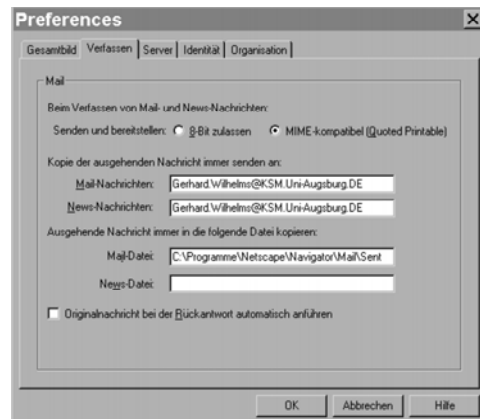 Preferences
Gesamtbild Verfassen Server Identität Organisation
Mail
Beim Verfassen von Mail- und News-Nachrichten:
Senden und bereitstellen: 8-Bit zulassen MIME-kompatibel (Quoted Printable)
Kopie der ausgehenden Nachricht immer senden an:
Mail-Nachrichten: Gerhard.Wilhelms@KSM.Uni-Augsburg.DE
News-Nachrichten: Gerhard.Wilhelms@KSM.Uni-Augsburg.DE
Ausgehende Nachricht immer in die folgende Datei kopieren:
Mail-Datei: C:\Programme\Netscape\Navigator\Mail\Sent
News-Datei:
Originalnachricht bei der Rückantwort automatisch anführen
OK Abbrechen Hilfe